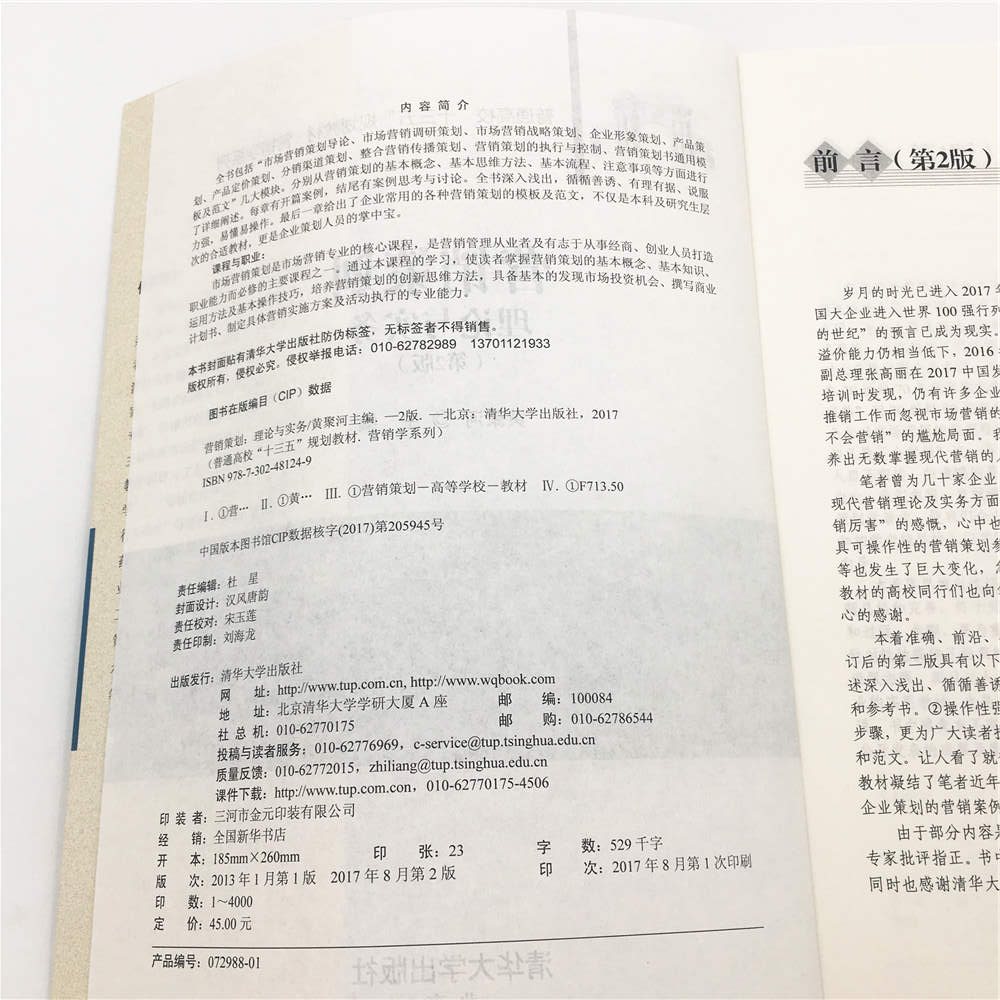 内容简介
全书包括“市场营销策划导论、市场营销调研策划、市场营销战略策划、企业形象策划、产品策
划、产品定价策划、分销渠道策划、整合营销传播策划、营销策划的执行与控制、营销策划书通用模
板及范文”几大模块。分别从营销策划的基本概念、基本思维方法、基本流程、注意事项等方面进行
了详细阐述。每章有开篇案例，结尾有案例思考与讨论。全书深入浅出，循循善诱、有理有据、说服
力强，易懂易操作。最后一章给出了企业常用的各种营销策划的模板及范文，不仅是本科及研究生层
次的合适教材，更是企业策划人员的掌中宝。
课程与职业：
市场营销策划是市场营销专业的核心课程，是营销管理从业者及有志于从事经商、创业人员打造
职业能力而必修的主要课程之一。通过本课程的学习，使读者掌握营销策划的基本概念、基本知识、
运用方法及基本操作技巧，培养营销策划的创新思维方法，具备基本的发现市场投资机会、撰写商业
计划书、制定具体营销实施方案及活动执行的专业能力。
本书封面贴有清华大学出版社防伪标签，无标签者不得销售。
版权所有，侵权必究。侵权举报电话：010-62782989 13701121933
图书在版编目（CIP）数据
营销策划：理论与实务/黄聚河主编. —2版. —北京：清华大学出版社，2017
（普通高校“十三五”规划教材. 营销学系列）
ISBN 978-7-302-48124-9
Ⅰ. ①营… Ⅱ. ①黄… Ⅲ. ①营销策划－高等学校－教材 Ⅳ. ①F713.50
中国版本图书馆CIP数据核字(2017)第205945号
责任编辑：杜 星
封面设计：汉风唐韵
责任校对：宋玉莲
责任印制：刘海龙
出版发行：清华大学出版社
网 址：http://www.tup.com.cn, http://www.wqbook.com
地 址：北京清华大学学研大厦 A 座 邮 编：100084
社 总 机：010-62770175 邮 购：010-62786544
投稿与读者服务：010-62776969, c-service@tup.tsinghua.edu.cn
质量反馈：010-62772015, zhiliang@tup.tsinghua.edu.cn
课件下载：http://www.tup.com.con, 010-62770175-4506
印 装 者：三河市金元印装有限公司
经 销：全国新华书店
开 本：185mm×260mm 印 张：23 字 数：529 千字
版 次：2013 年 1 月第 1 版 2017 年 8 月第 2 版 印 次：2017 年 8 月第 1 次印刷
印 数：1～4000
定 价：45.00 元
产品编号：072988-01
前言（第2版）
岁月的时光已进入 2017 年
国大企业进入世界 100 强行列
的世纪”的预言已成为现实。
溢价能力仍相当低下，2016
副总理张高丽在 2017 中国发
培训时发现，仍有许多企业
推销工作而忽视市场营销的
不会营销”的尴尬局面。
养出无数掌握现代营销的
笔者曾为几十家企业
现代营销理论及实务方面
销厉害”的感慨，心中也
具可操作性的营销策划参
等也发生了巨大变化，
教材的高校同行们也向
心的感谢。
本着准确、前沿、
订后的第二版具有以下
述深入浅出、循循善诱
和参考书。②操作性强
步骤，更为广大读者
和范文。让人看了就
教材凝结了笔者近年
企业策划的营销案例
由于部分内容是
专家批评指正。书中
同时也感谢清华大